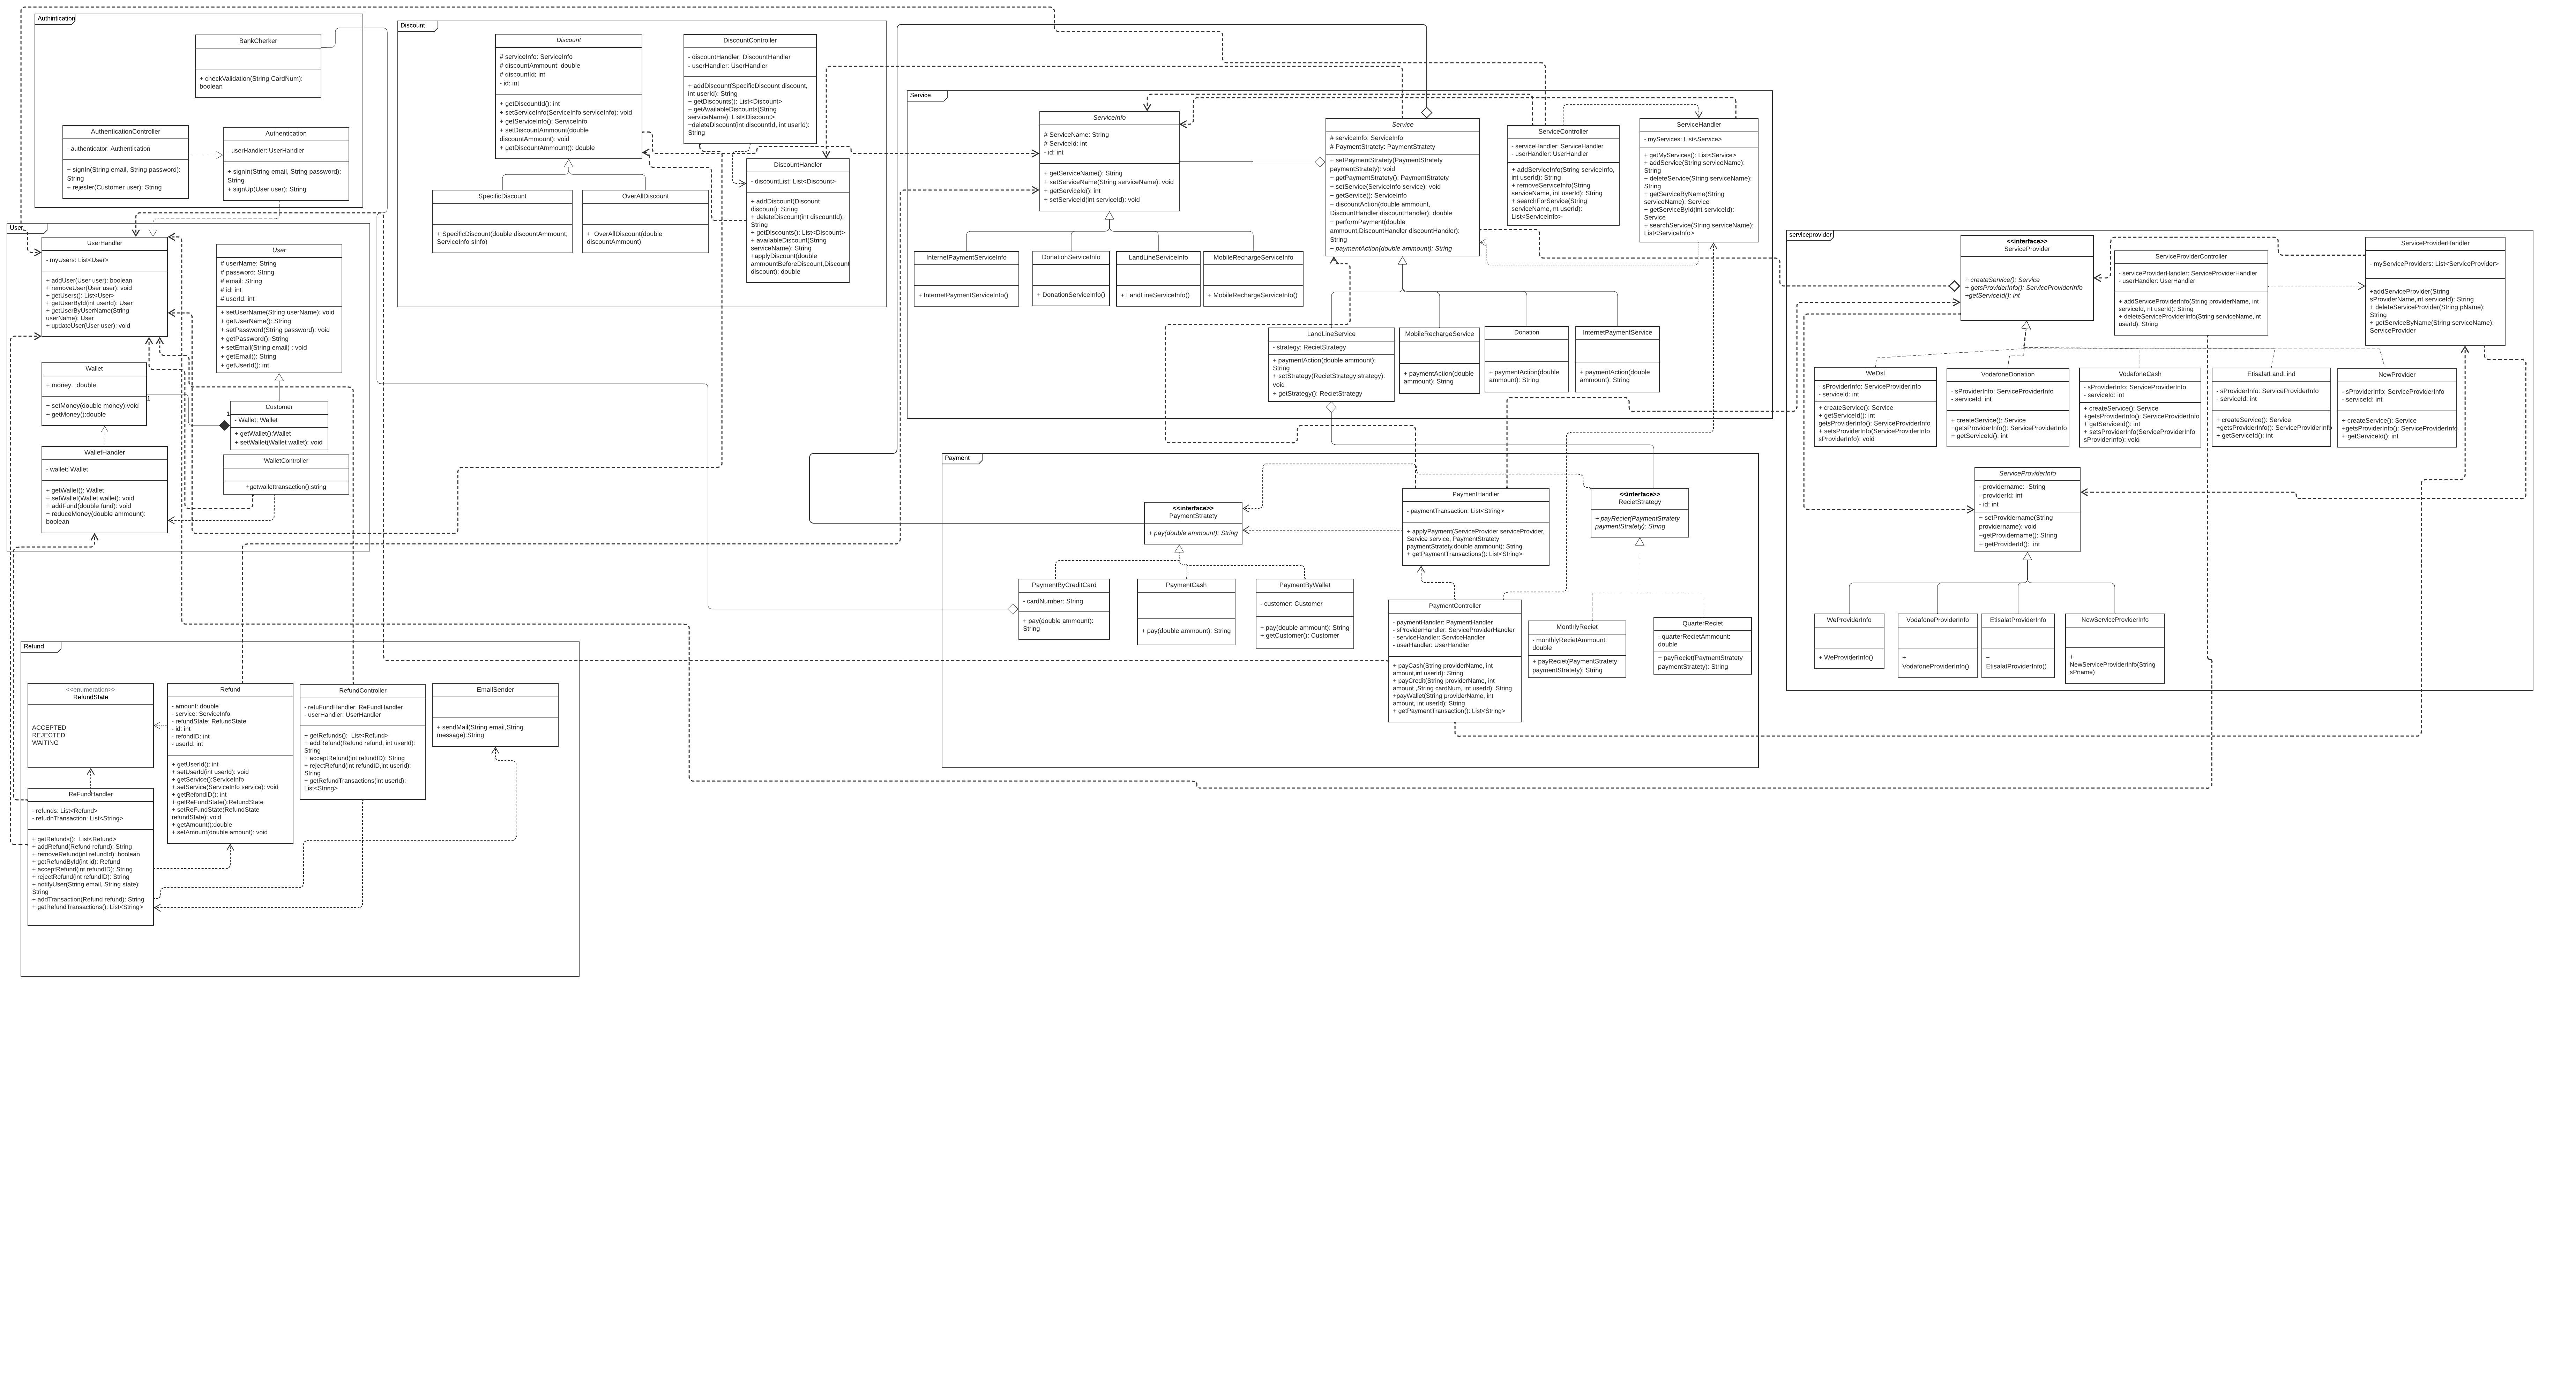 Authintication
BankCherker
+ checkValidation(String CardNum):
boolean
AuthenticationController
- authenticator: Authentication
+ signIn(String email, String password):
String
+ rejester(Customer user): String
Authentication
- userHandler: UserHandler
+ signIn(String email, String password):
String
+ signUp(User user): String
User
UserHandler
- myUsers: List<User>
+ addUser(User user): boolean
+ removeUser(User user): void
+ getUsers(): List<User>
+ getUserById(int userId): User
+ getUserByUserName(String
userName): User
+ updateUser(User user): void
User
# userName: String
# password: String
# email: String
# id: int
# userId: int
+ setUserName(String userName): void
+ getUserName(): String
+ setPassword(String password): void
+ getPassword(): String
+ setEmail(String email) : void
+ getEmail(): String
+ getUserId(): int
Wallet
+ money:  double
+ setMoney(double money):void
+ getMoney():double
1
1
Customer
- Wallet: Wallet
+ getWallet():Wallet
+ setWallet(Wallet wallet): void
WalletHandler
- wallet: Wallet
+ getWallet(): Wallet
+ setWallet(Wallet wallet): void
+ addFund(double fund): void
+ reduceMoney(double ammount):
boolean
WalletController
+getwallettransaction():string
Discount
Discount
# serviceInfo: ServiceInfo
# discountAmmount: double
# discountId: int
- id: int
+ getDiscountId(): int
+ setServiceInfo(ServiceInfo serviceInfo): void
+ getServiceInfo(): ServiceInfo
+ setDiscountAmmount(double
discountAmmount): void
+ getDiscountAmmount(): double
DiscountController
- discountHandler: DiscountHandler
- userHandler: UserHandler
+ addDiscount(SpecificDiscount discount,
int userId): String
+ getDiscounts(): List<Discount>
+ getAvailableDiscounts(String
serviceName): List<Discount>
+deleteDiscount(int discountId, int userId):
String
DiscountHandler
- discountList: List<Discount>
+ addDiscount(Discount
discount): String
+ deleteDiscount(int discountId):
String
+ getDiscounts(): List<Discount>
+ availableDiscount(String
serviceName): String
+applyDiscount(double
ammountBeforeDiscount,Discount
discount): double
SpecificDiscount
+ SpecificDiscount(double discountAmmount,
ServiceInfo sInfo)
OverAllDiscount
+  OverAllDiscount(double
discountAmmount)
Service
ServiceInfo
# ServiceName: String
# ServiceId: int
- id: int
+ getServiceName(): String
+ setServiceName(String serviceName): void
+ getServiceId(): int
+ setServiceId(int serviceId): void
InternetPaymentServiceInfo
+ InternetPaymentServiceInfo()
DonationServiceInfo
+ DonationServiceInfo()
LandLineServiceInfo
+ LandLineServiceInfo()
MobileRechargeServiceInfo
+ MobileRechargeServiceInfo()
Service
# serviceInfo: ServiceInfo
# PaymentStratety: PaymentStratety
+ setPaymentStratety(PaymentStratety
paymentStratety): void
+ getPaymentStratety(): PaymentStratety
+ setService(ServiceInfo service): void
+ getService(): ServiceInfo
+ discountAction(double ammount,
DiscountHandler discountHandler): double
+ performPayment(double
ammount,DiscountHandler discountHandler):
String
+ paymentAction(double ammount): String
ServiceController
- serviceHandler: ServiceHandler
- userHandler: UserHandler
+ addServiceInfo(String serviceInfo,
int userId): String
+ removeServiceInfo(String
serviceName, int userId): String
+ searchForService(String
serviceName, nt userId):
List<ServiceInfo>
ServiceHandler
- myServices: List<Service>
+ getMyServices(): List<Service>
+ addService(String serviceName):
String
+ deleteService(String serviceName):
String
+ getServiceByName(String
serviceName): Service
+ getServiceById(int serviceId):
Service
+ searchService(String serviceName):
List<ServiceInfo>
LandLineService
- strategy: RecietStrategy
+ paymentAction(double ammount):
String
+ setStrategy(RecietStrategy strategy):
void
+ getStrategy(): RecietStrategy
MobileRechargeService
+ paymentAction(double
ammount): String
Donation
+ paymentAction(double
ammount): String
InternetPaymentService
+ paymentAction(double
ammount): String
Payment
<<interface>>
PaymentStratety
+ pay(double ammount): String
PaymentHandler
- paymentTransaction: List<String>
+ applyPayment(ServiceProvider serviceProvider,
Service service, PaymentStratety
paymentStratety,double ammount): String
+ getPaymentTransactions(): List<String>
<<interface>>
RecietStrategy
+ payReciet(PaymentStratety
paymentStratety): String
PaymentByCreditCard
- cardNumber: String
+ pay(double ammount):
String
PaymentCash
+ pay(double ammount): String
PaymentByWallet
- customer: Customer
+ pay(double ammount): String
+ getCustomer(): Customer
PaymentController
- paymentHandler: PaymentHandler
- sProviderHandler: ServiceProviderHandler
- serviceHandler: ServiceHandler
- userHandler: UserHandler
+ payCash(String providerName, int
amount,int userId): String
+ payCredit(String providerName, int
amount ,String cardNum, int userId): String
+payWallet(String providerName, int
amount, int userId): String
+ getPaymentTransaction(): List<String>
MonthlyReciet
- monthlyRecietAmmount:
double
+ payReciet(PaymentStratety
paymentStratety): String
QuarterReciet
- quarterRecietAmmount:
double
+ payReciet(PaymentStratety
paymentStratety): String
serviceprovider
<<interface>>
ServiceProvider
+ createService(): Service
+ getsProviderInfo(): ServiceProviderInfo
+getServiceId(): int
ServiceProviderController
- serviceProviderHandler: ServiceProviderHandler
- userHandler: UserHandler
+ addServiceProviderInfo(String providerName, int
serviceId, nt userId): String
+ deleteServiceProviderInfo(String serviceName,int
userId): String
ServiceProviderHandler
- myServiceProviders: List<ServiceProvider>
+addServiceProvider(String
sProviderName,int serviceId): String
+ deleteServiceProvider(String pName):
String
+ getServiceByName(String serviceName):
ServiceProvider
WeDsl
- sProviderInfo: ServiceProviderInfo
- serviceId: int
+ createService(): Service
+ getServiceId(): int
getsProviderInfo(): ServiceProviderInfo
+ setsProviderInfo(ServiceProviderInfo
sProviderInfo): void
VodafoneDonation
- sProviderInfo: ServiceProviderInfo
- serviceId: int
+ createService(): Service
+getsProviderInfo(): ServiceProviderInfo
+ getServiceId(): int
VodafoneCash
- sProviderInfo: ServiceProviderInfo
- serviceId: int
+ createService(): Service
+getsProviderInfo(): ServiceProviderInfo
+ getServiceId(): int
+ setsProviderInfo(ServiceProviderInfo
sProviderInfo): void
EtisalatLandLind
- sProviderInfo: ServiceProviderInfo
- serviceId: int
+ createService(): Service
+getsProviderInfo(): ServiceProviderInfo
+ getServiceId(): int
NewProvider
- sProviderInfo: ServiceProviderInfo
- serviceId: int
+ createService(): Service
+getsProviderInfo(): ServiceProviderInfo
+ getServiceId(): int
ServiceProviderInfo
- providername: -String
- providerId: int
- id: int
+ setProvidername(String
providername): void
+getProvidername(): String
+ getProviderId():  int
WeProviderInfo
+ WeProviderInfo()
VodafoneProviderInfo
+
VodafoneProviderInfo()
EtisalatProviderInfo
+
EtisalatProviderInfo()
NewServiceProviderInfo
+
NewServiceProviderInfo(String
sPname)
Refund
<<enumeration>>
RefundState
ACCEPTED
REJECTED
WAITING
Refund
- amount: double
- service: ServiceInfo
- refundState: RefundState
- id: int
- refondID: int
- userId: int
+ getUserId(): int
+ setUserId(int userId): void
+ getService():ServiceInfo
+ setService(ServiceInfo service): void
+ getRefondID(): int
+ getReFundState():RefundState
+ setReFundState(RefundState
refundState): void
+ getAmount():double
+ setAmount(double amount): void
RefundController
- refuFundHandler: ReFundHandler
- userHandler: UserHandler
+ getRefunds():  List<Refund>
+ addRefund(Refund refund, int userId):
String
+ acceptRefund(int refundID): String
+ rejectRefund(int refundID,int userId):
String
+ getRefundTransactions(int userId):
List<String>
EmailSender
+ sendMail(String email,String
message):String
ReFundHandler
- refunds: List<Refund>
- refudnTransaction: List<String>
+ getRefunds():  List<Refund>
+ addRefund(Refund refund): String
+ removeRefund(int refundId): boolean
+ getRefundById(int id): Refund
+ acceptRefund(int refundID): String
+ rejectRefund(int refundID): String
+ notifyUser(String email, String state):
String
+ addTransaction(Refund refund): String
+ getRefundTransactions(): List<String>